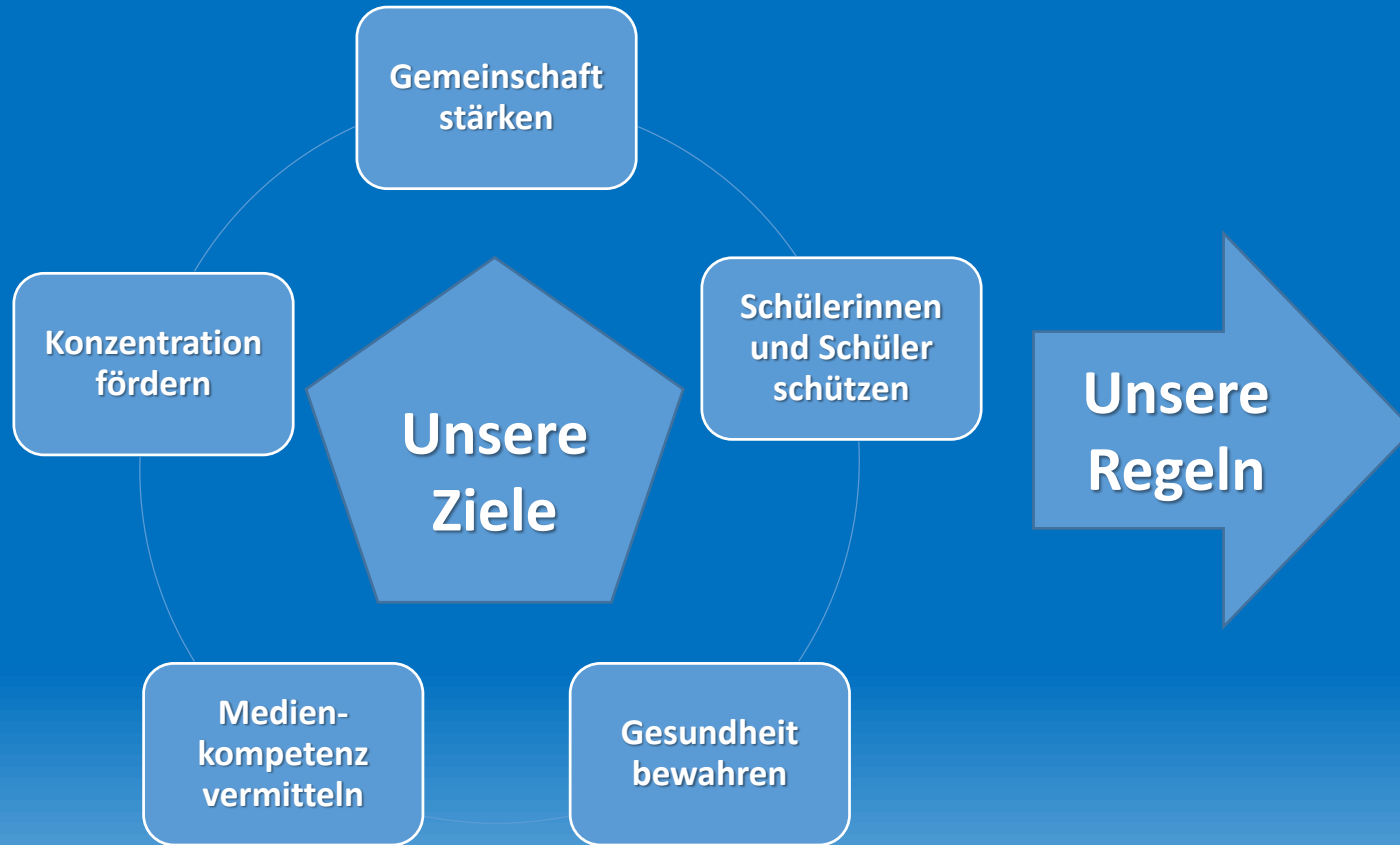 Gemeinschaft
stärken
Schülerinnen
und Schüler
schützen
Gesundheit
bewahren
Medien-
kompetenz
vermitteln
Konzentration
fördern
Unsere
Ziele
Unsere
Regeln